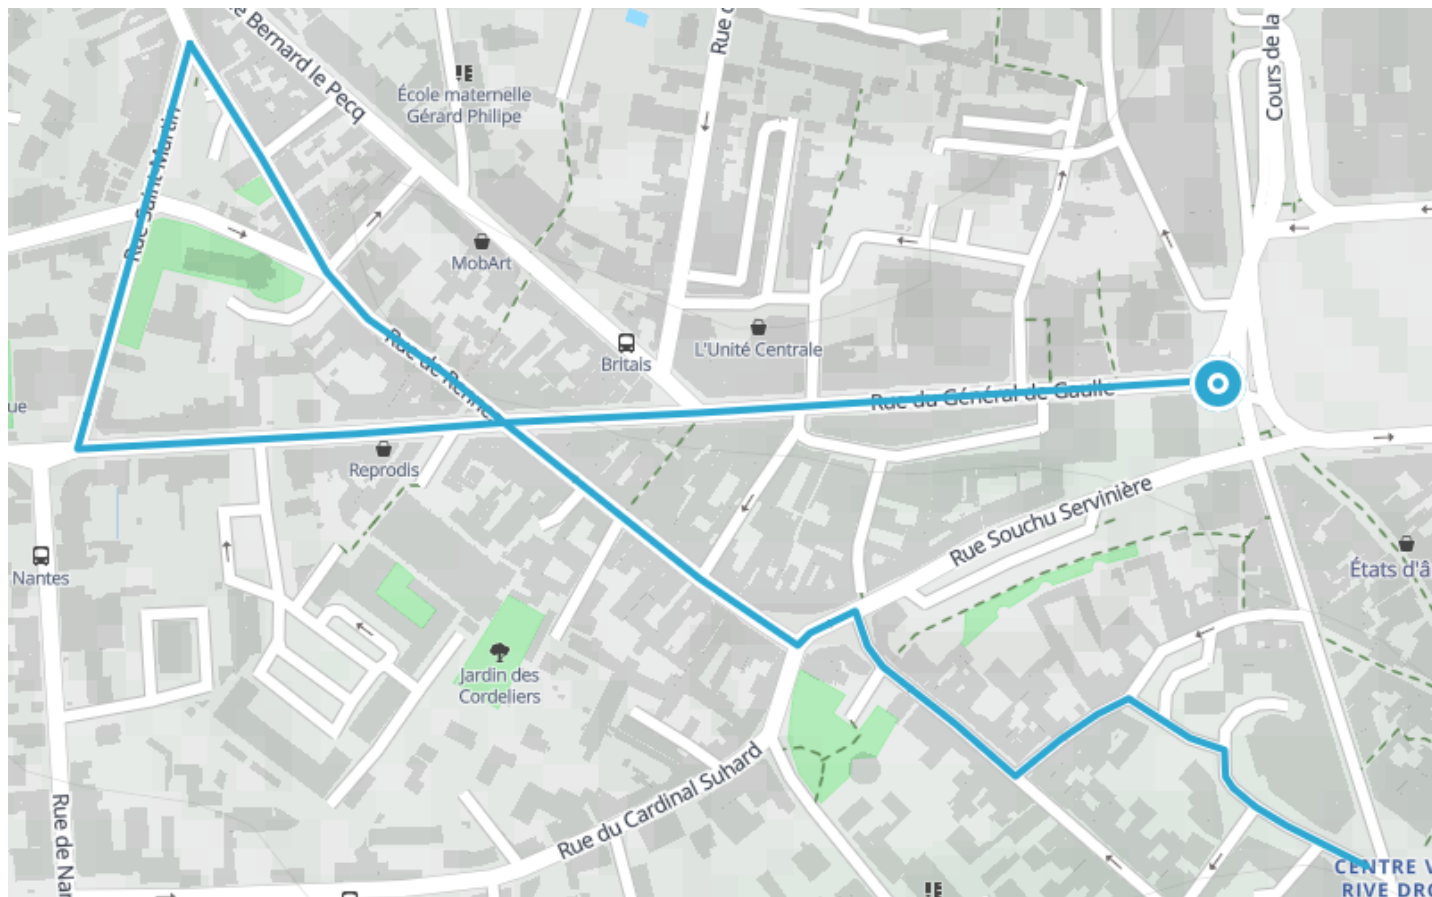 Bernard le Pecq
Rue
Cours de la
École maternelle
Gérard Philipe
Rue Saint-Martin
MobArt
L'Unité Centrale
Britais
Rue de Rennes
Rue du Général de Gaulle
ue
Reprodis
Rue Souchu Servinière
Nantes
États d'â
Jardin des
Cordeliers
Rue du Cardinal Suhard
Rue de Nan
CENTRE V
RIVE DRO